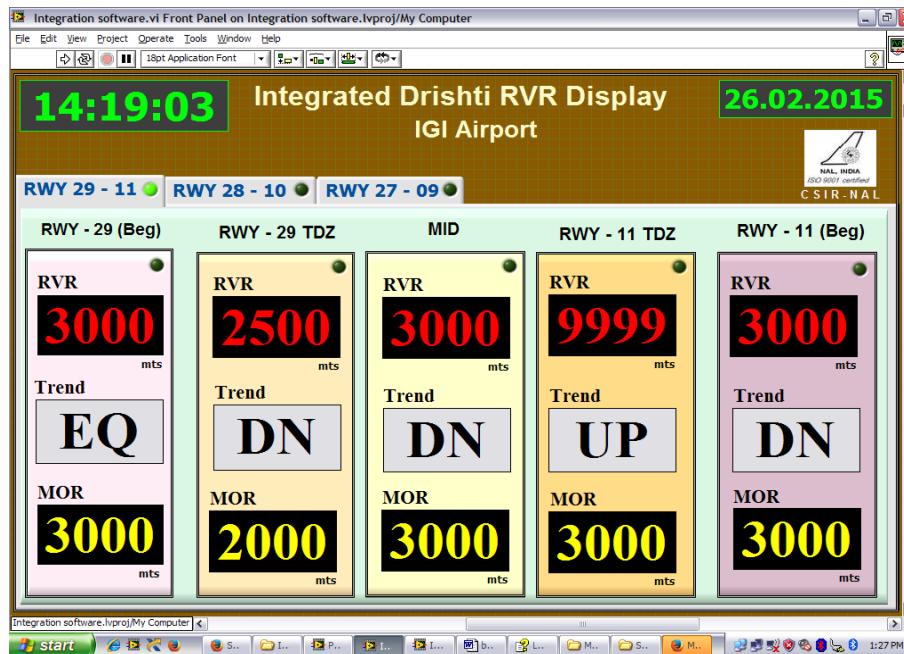 Integration software.vi Front Panel on Integration software.lvproj/My Computer
File Edit View Project Operate Tools Window Help
18pt Application Font
14:19:03
Integrated Drishti RVR Display
IGI Airport
26.02.2015
NAL, INDIA
ISO 9001 certified
CSIR-NAL
RWY 29 - 11 RWY 28 - 10 RWY 27 - 09
RWY - 29 (Beg) RWY - 29 TDZ MID RWY - 11 TDZ RWY - 11 (Beg)
RVR RVR RVR RVR RVR
3000 2500 3000 9999 3000
mts mts mts mts mts
Trend Trend Trend Trend Trend
EQ DN DN UP DN
MOR MOR MOR MOR MOR
3000 2000 3000 3000 3000
mts mts mts mts mts
Integration software.lvproj/My Computer
start S.. I.. P.. I.. I... b.. L.. M.. S.. M.. 1:27 PM